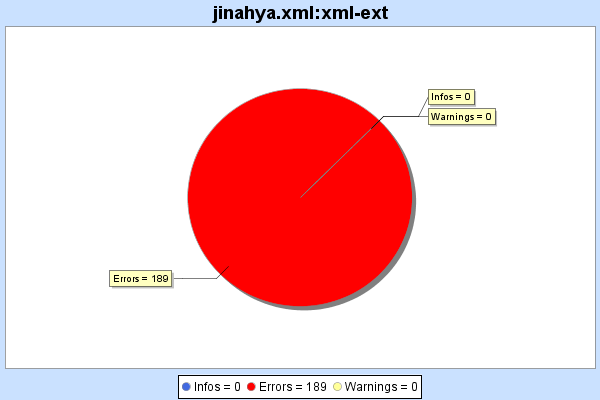 jinahya.xml:xml-ext
Infos = 0
Warnings = 0
Errors = 189
Infos = 0 Errors = 189 Warnings = 0